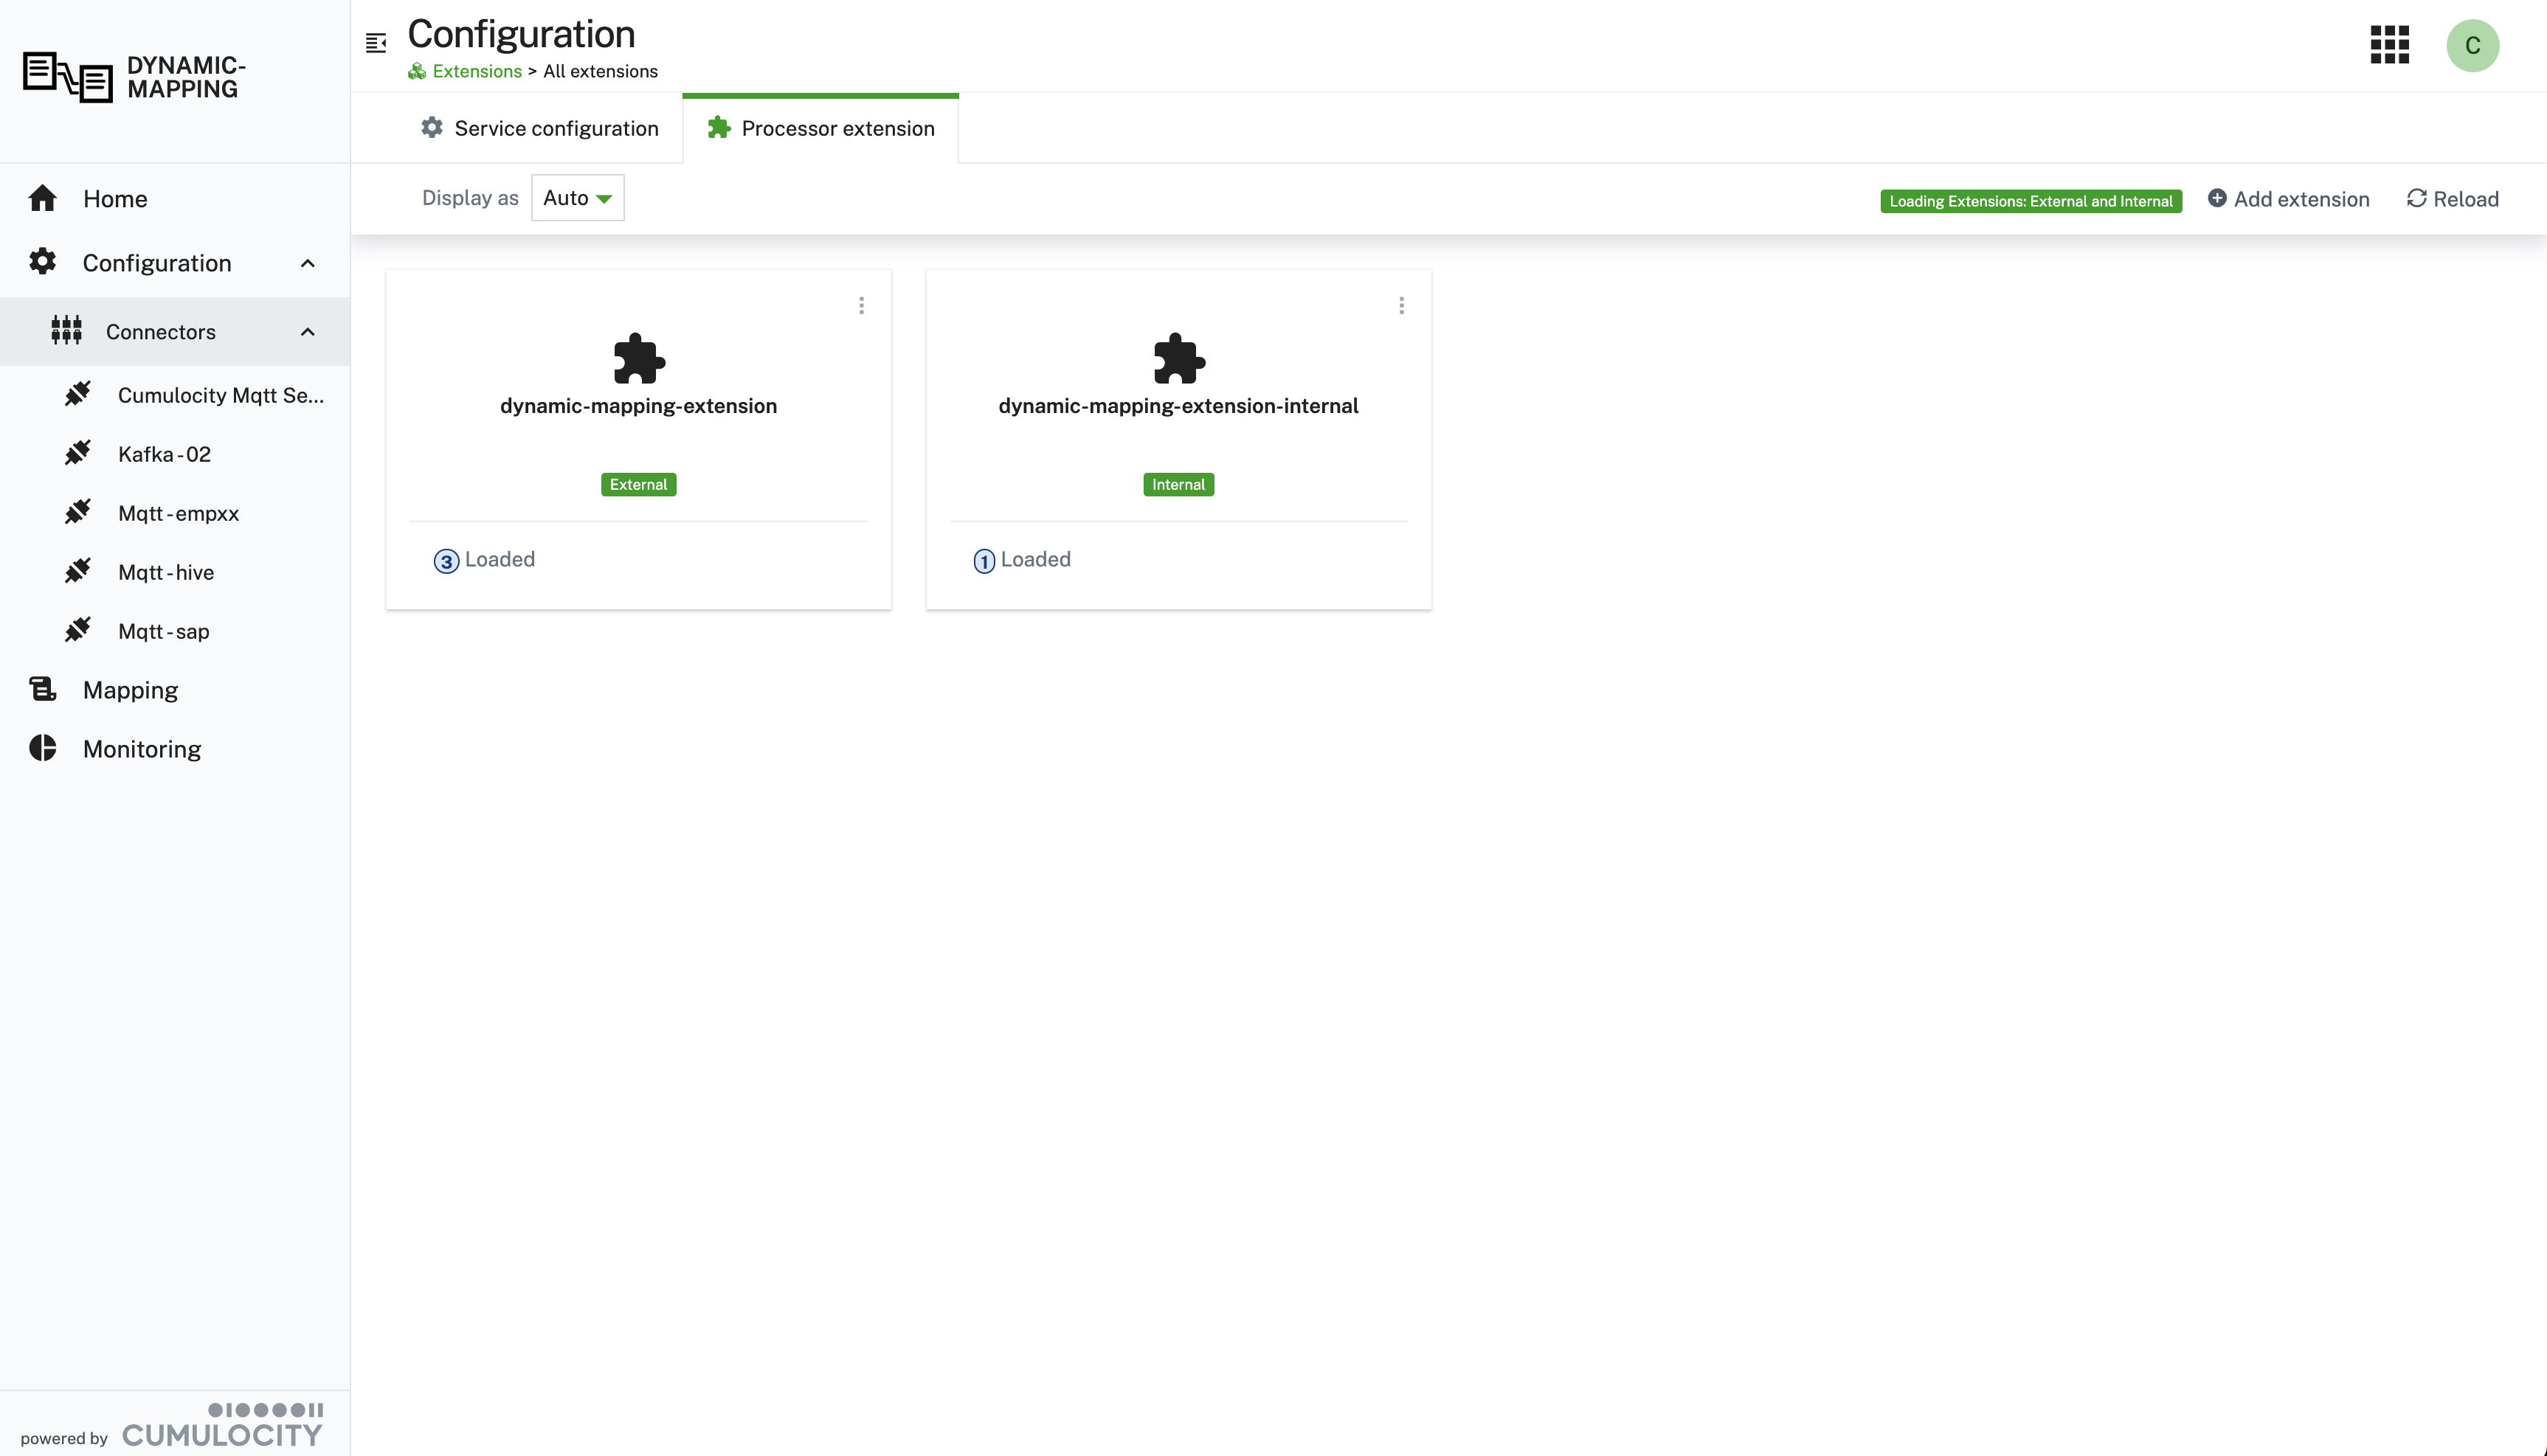 DYNAMIC-
MAPPING
Home
Configuration
Connectors
Cumulocity Mqtt Se...
Kafka - 02
Mqtt - empxx
Mqtt - hive
Mqtt - sap
Mapping
Monitoring
powered by CUMULOCITY
Configuration
Extensions > All extensions
C
Service configuration Processor extension
Display as Auto Loading Extensions: External and Internal Add extension Reload
dynamic-mapping-extension
External
3 Loaded
dynamic-mapping-extension-internal
Internal
1 Loaded